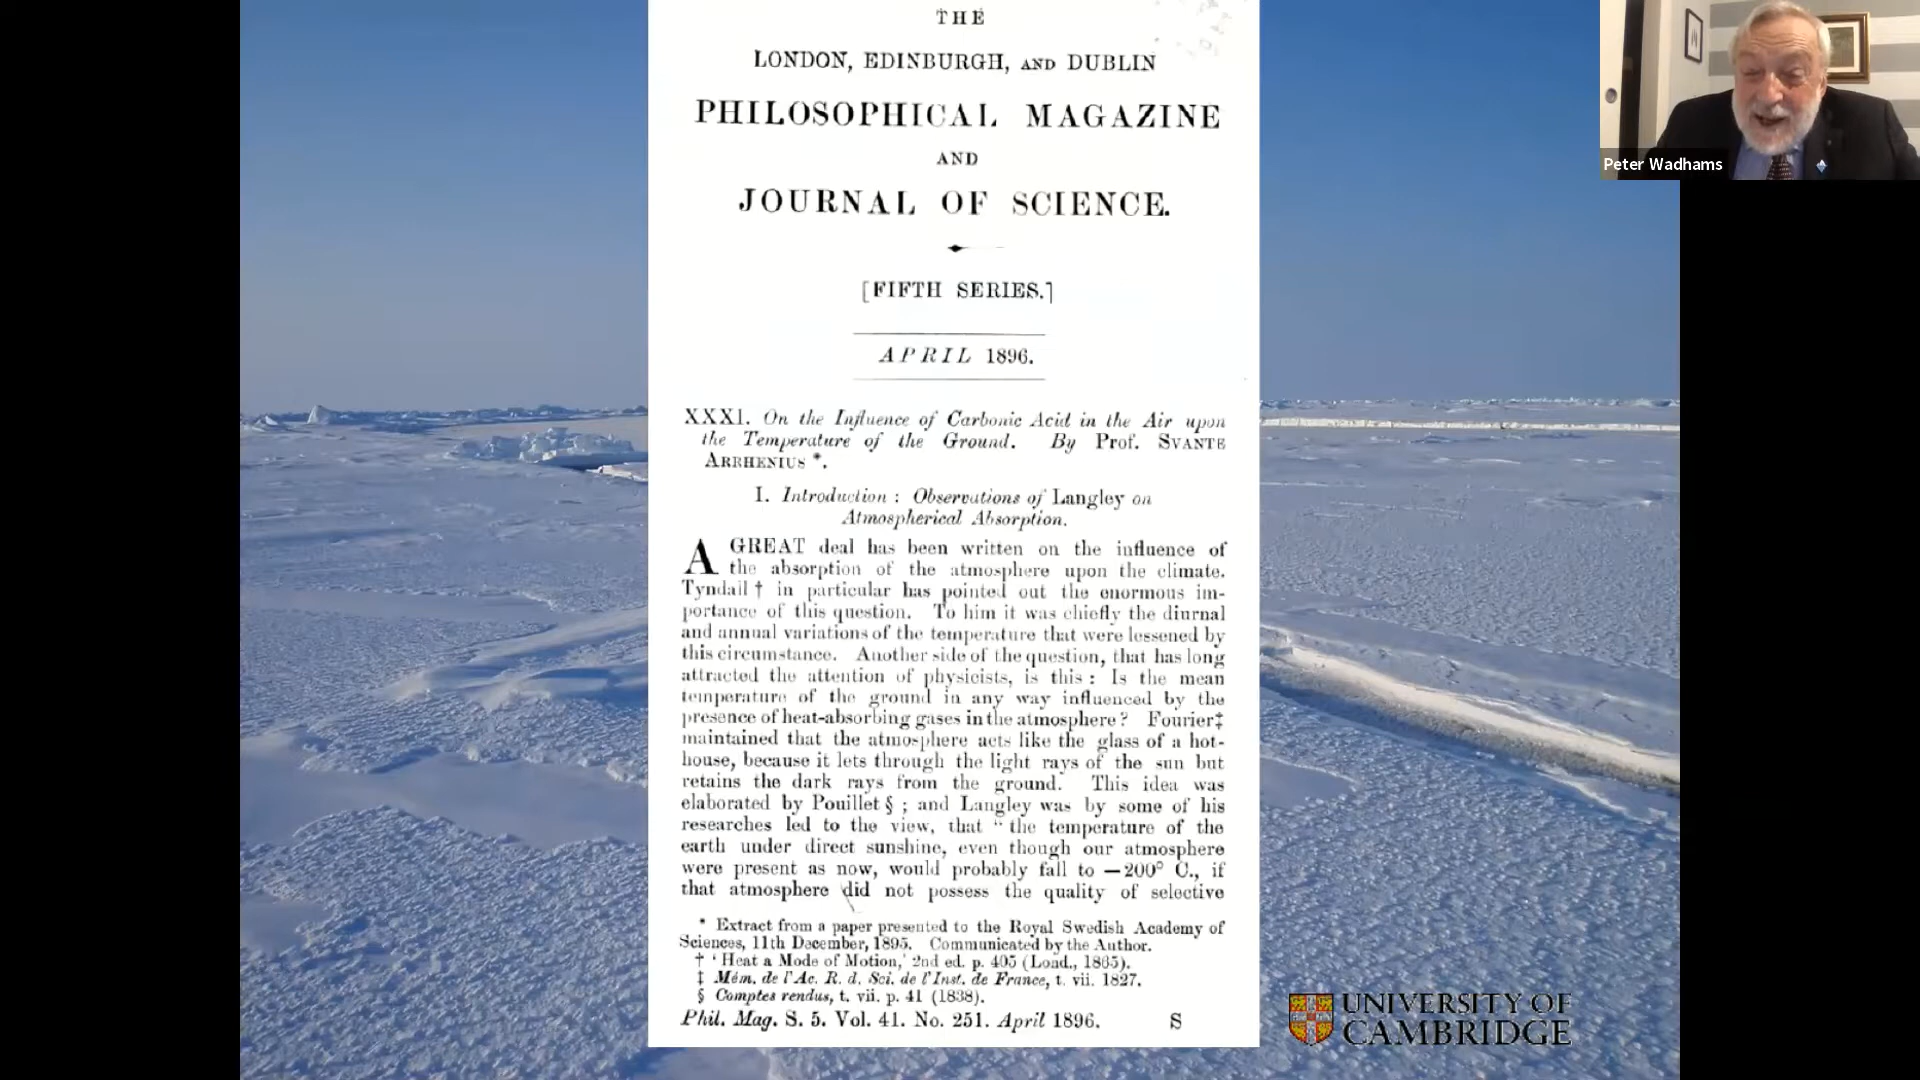 THE
LONDON, EDINBURGH, AND DUBLIN
PHILOSOPHICAL MAGAZINE
AND
JOURNAL OF SCIENCE.
[FIFTH SERIES.]
APRIL 1896.
XXXI. On the Influence of Carbonic Acid in the Air upon
the Temperature of the Ground. By Prof. SVANTE
ARRHENIUS *.
I. Introduction : Observations of Langley on
Atmospherical Absorption.
A GREAT deal has been written on the influence of
the absorption of the atmosphere upon the climate.
Tyndall † in particular has pointed out the enormous im-
portance of this question. To him it was chiefly the diurnal
and annual variations of the temperature that were lessened by
this circumstance. Another side of the question, that has long
attracted the attention of physicists, is this : Is the mean
temperature of the ground in any way influenced by the
presence of heat-absorbing gases in the atmosphere? Fourier‡
maintained that the atmosphere acts like the glass of a hot-
house, because it lets through the light rays of the sun but
retains the dark rays from the ground. This idea was
elaborated by Pouillet § ; and Langley was by some of his
researches led to the view, that “ the temperature of the
earth under direct sunshine, even though our atmosphere
were present as now, would probably fall to —200° C., if
that atmosphere did not possess the quality of selective
* Extract from a paper presented to the Royal Swedish Academy of
Sciences, 11th December, 1895. Communicated by the Author.
† ‘ Heat a Mode of Motion,’ 2nd ed. p. 405 (Lond., 1865).
‡ Mém. de l’Ac. R. d. Sci. de l’Inst. de France, t. vii. 1827.
§ Comptes rendus, t. vii. p. 41 (1838).
Phil. Mag. S. 5. Vol. 41. No. 251. April 1896. S
UNIVERSITY OF
CAMBRIDGE
Peter Wadhams